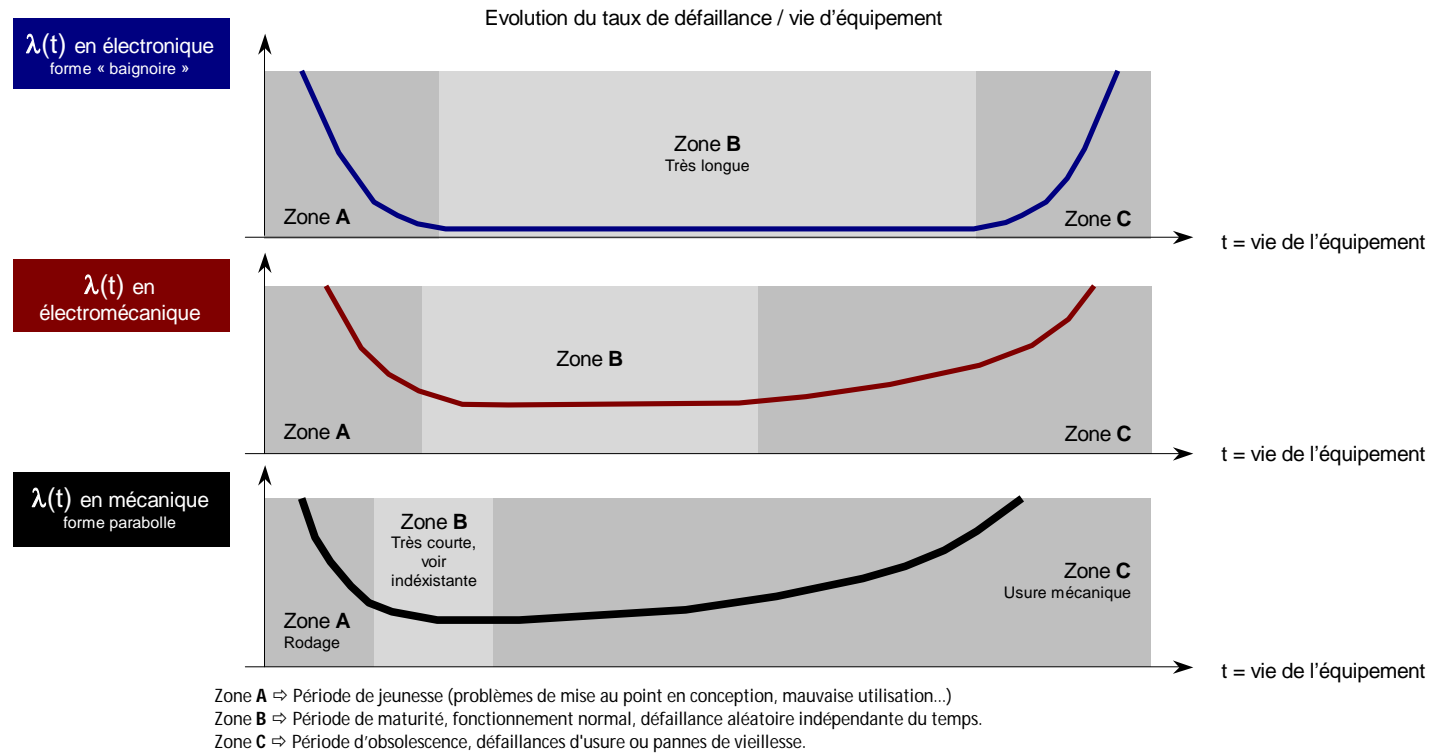 Evolution du taux de défaillance / vie d'équipement
λ(t) en électronique
forme « baignoire »
Zone B
Très longue
Zone A
Zone C
t = vie de l'équipement
λ(t) en
électromécanique
Zone B
Zone A
Zone C
t = vie de l'équipement
λ(t) en mécanique
forme parabolle
Zone B
Très courte,
voir
indéxistante
Zone C
Usure mécanique
Zone A
Rodage
t = vie de l'équipement
Zone A ⇨ Période de jeunesse (problèmes de mise au point en conception, mauvaise utilisation...)
Zone B ⇨ Période de maturité, fonctionnement normal, défaillance aléatoire indépendante du temps.
Zone C ⇨ Période d'obsolescence, défaillances d'usure ou pannes de vieillesse.